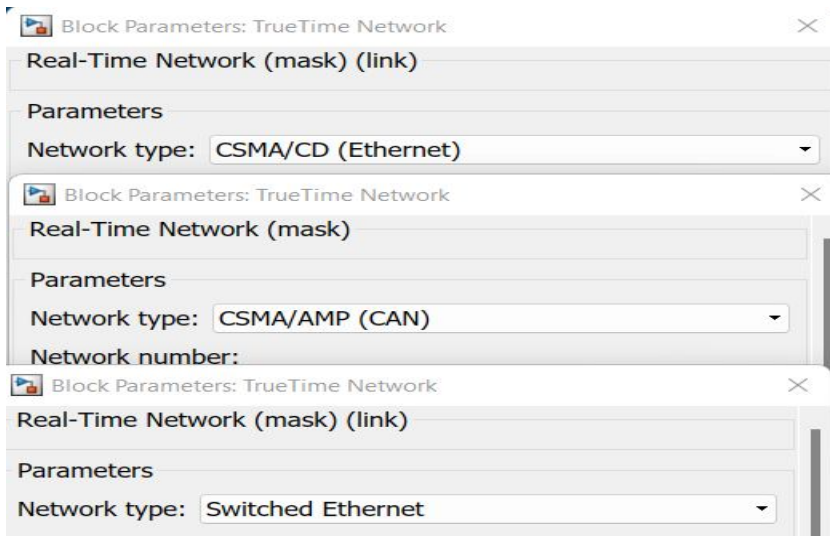 Block Parameters: TrueTime Network
Real-Time Network (mask) (link)
Parameters
Network type: CSMA/CD (Ethernet)
Block Parameters: TrueTime Network
Real-Time Network (mask)
Parameters
Network type: CSMA/AMP (CAN)
Network number:
Block Parameters: TrueTime Network
Real-Time Network (mask) (link)
Parameters
Network type: Switched Ethernet